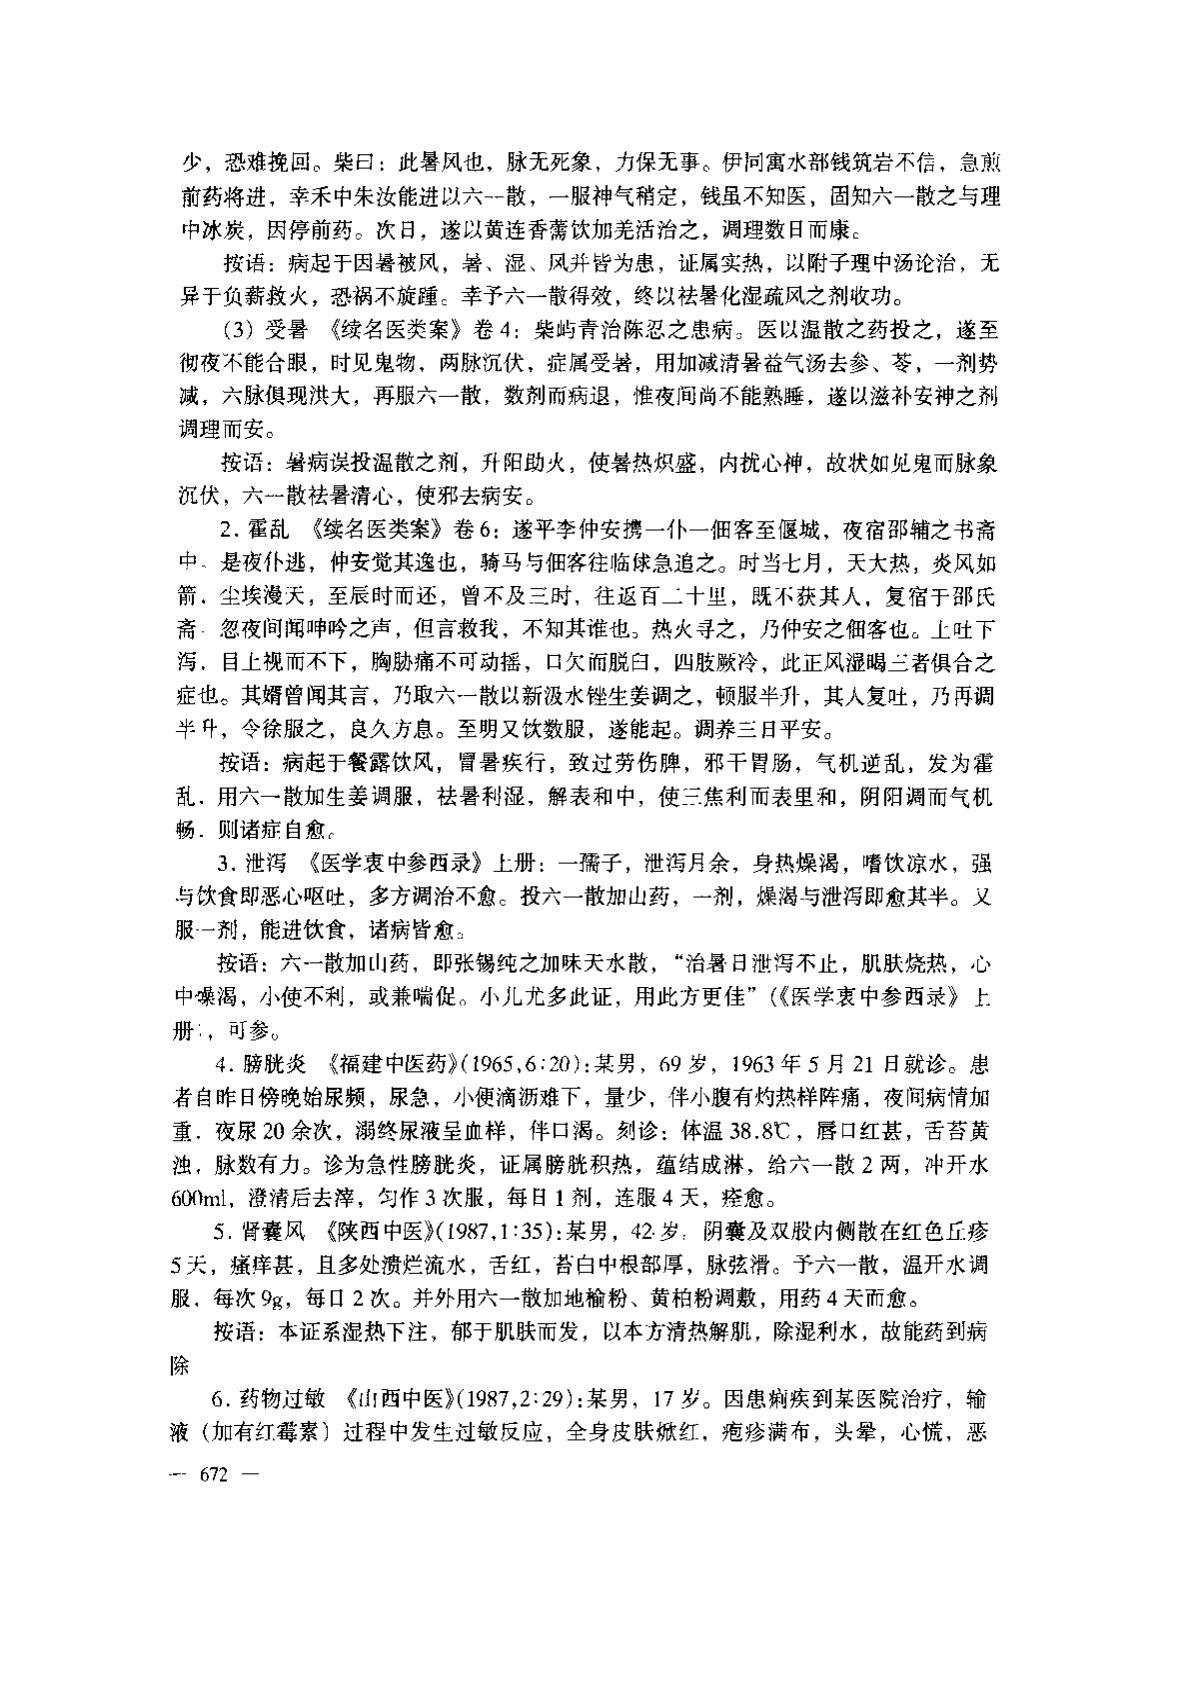 少，恐难挽回。柴曰：此暑风也，脉无死象，力保无事。伊同寓水部钱筑岩不信，急煎
前药将进，幸禾中朱汝能进以六一散，一服神气稍定，钱虽不知医，固知六一散之与理
中冰炭，因停前药。次日，遂以黄连香薷饮加羌活治之，调理数日而康。
按语：病起于因暑被风，暑、湿、风并皆为患，证属实热，以附子理中汤论治，无
异于负薪救火，恐祸不旋踵。幸予六一散得效，终以祛暑化湿疏风之剂收功。
（3）受暑 《续名医类案》卷4：柴屿青治陈忍之患病。医以温散之药投之，遂至
彻夜不能合眼，时见鬼物，两脉沉伏，症属受暑，用加减清暑益气汤去参、苓，一剂势
减，六脉俱现洪大，再服六一散，数剂而病退，惟夜间尚不能熟睡，遂以滋补安神之剂
调理而安。
按语：暑病误投温散之剂，升阳助火，使暑热炽盛，内扰心神，故状如见鬼而脉象
沉伏，六一散祛暑清心，使邪去病安。
2. 霍乱 《续名医类案》卷6：遂平李仲安携一仆一佃客至偃城，夜宿邵辅之书斋
中、是夜仆逃，仲安觉其逸也，骑马与佃客往临俅急追之。时当七月，天大热，炎风如
箭，尘埃漫天，至辰时而还，曾不及三时，往返百二十里，既不获其人，复宿于邵氏
斋 忽夜间闻呻吟之声，但言救我，不知其谁也。热火寻之，乃仲安之佃客也。上吐下
泻，目上视而不下，胸胁痛不可动摇，口欠而脱臼，四肢厥冷，此正风湿暍三者俱合之
症也。其婿曾闻其言，乃取六一散以新汲水锉生姜调之，顿服半升，其人复吐，乃再调
半升，令徐服之，良久方息。至明又饮数服，遂能起。调养三日平安。
按语：病起于餐露饮风，冒暑疾行，致过劳伤脾，邪干胃肠，气机逆乱，发为霍
乱．用六一散加生姜调服，祛暑利湿，解表和中，使三焦利而表里和，阴阳调而气机
畅．则诸症自愈。
3. 泄泻 《医学衷中参西录》上册：一孺子，泄泻月余，身热燥渴，嗜饮凉水，强
与饮食即恶心呕吐，多方调治不愈。投六一散加山药，一剂，燥渴与泄泻即愈其半。又
服一剂，能进饮食，诸病皆愈。
按语：六一散加山药，即张锡纯之加味天水散，“治暑日泄泻不止，肌肤烧热，心
中燥渴，小使不利，或兼喘促。小儿尤多此证，用此方更佳”（《医学衷中参西录》上
册），可参。
4. 膀胱炎 《福建中医药》(1965,6:20)：某男，69岁，1963年5月21日就诊。患
者自昨日傍晚始尿频，尿急，小便滴沥难下，量少，伴小腹有灼热样阵痛，夜间病情加
重．夜尿20余次，溺终尿液呈血样，伴口渴。刻诊：体温38.8℃，唇口红甚，舌苔黄
浊，脉数有力。诊为急性膀胱炎，证属膀胱积热，蕴结成淋，给六一散2两，冲开水
600ml，澄清后去滓，匀作3次服，每日1剂，连服4天，痊愈。
5. 肾囊风 《陕西中医》(1987,1:35)：某男，42岁．阴囊及双股内侧散在红色丘疹
5天，瘙痒甚，且多处溃烂流水，舌红，苔白中根部厚，脉弦滑。予六一散，温开水调
服，每次9g，每日2次。并外用六一散加地榆粉、黄柏粉调敷，用药4天而愈。
按语：本证系湿热下注，郁于肌肤而发，以本方清热解肌，除湿利水，故能药到病
除
6. 药物过敏 《山西中医》(1987,2:29)：某男，17岁。因患痢疾到某医院治疗，输
液（加有红霉素）过程中发生过敏反应，全身皮肤焮红，疱疹满布，头晕，心慌，恶
— 672 —